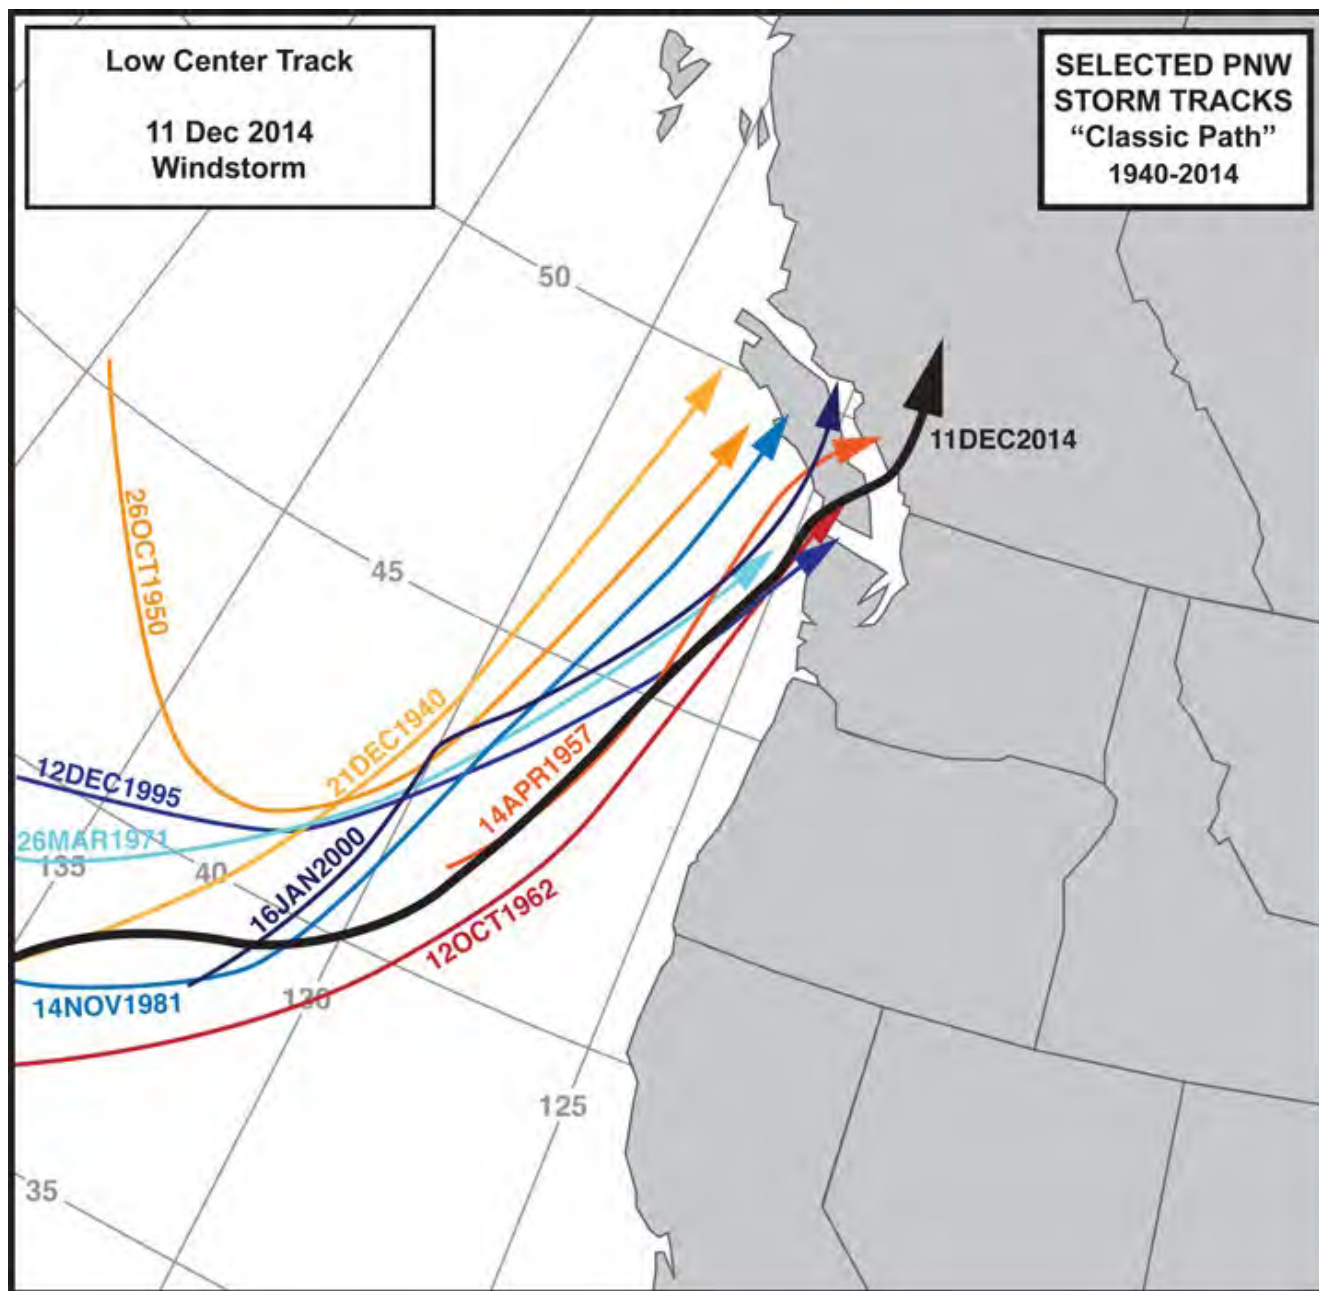 Low Center Track
11 Dec 2014
Windstorm
SELECTED PNW
STORM TRACKS
“Classic Path”
1940-2014
50
11DEC2014
26OCT1950
45
21DEC1940
12DEC1995
14APR1957
26MAR1971
135
40
16JAN2000
12OCT1962
14NOV1981
130
125
35